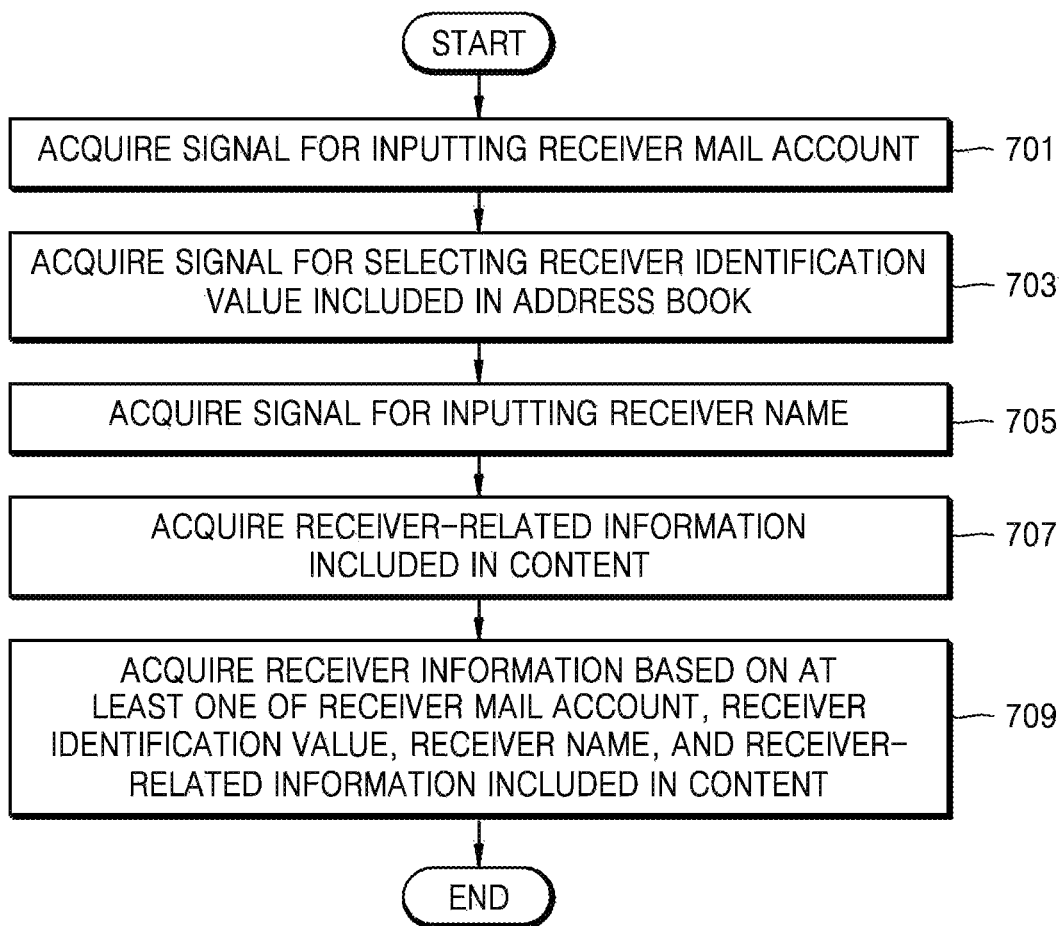 START
ACQUIRE SIGNAL FOR INPUTTING RECEIVER MAIL ACCOUNT
701
ACQUIRE SIGNAL FOR SELECTING RECEIVER IDENTIFICATION
VALUE INCLUDED IN ADDRESS BOOK
703
ACQUIRE SIGNAL FOR INPUTTING RECEIVER NAME
705
ACQUIRE RECEIVER-RELATED INFORMATION
INCLUDED IN CONTENT
707
ACQUIRE RECEIVER INFORMATION BASED ON AT
LEAST ONE OF RECEIVER MAIL ACCOUNT, RECEIVER
IDENTIFICATION VALUE, RECEIVER NAME, AND RECEIVER-
RELATED INFORMATION INCLUDED IN CONTENT
709
END